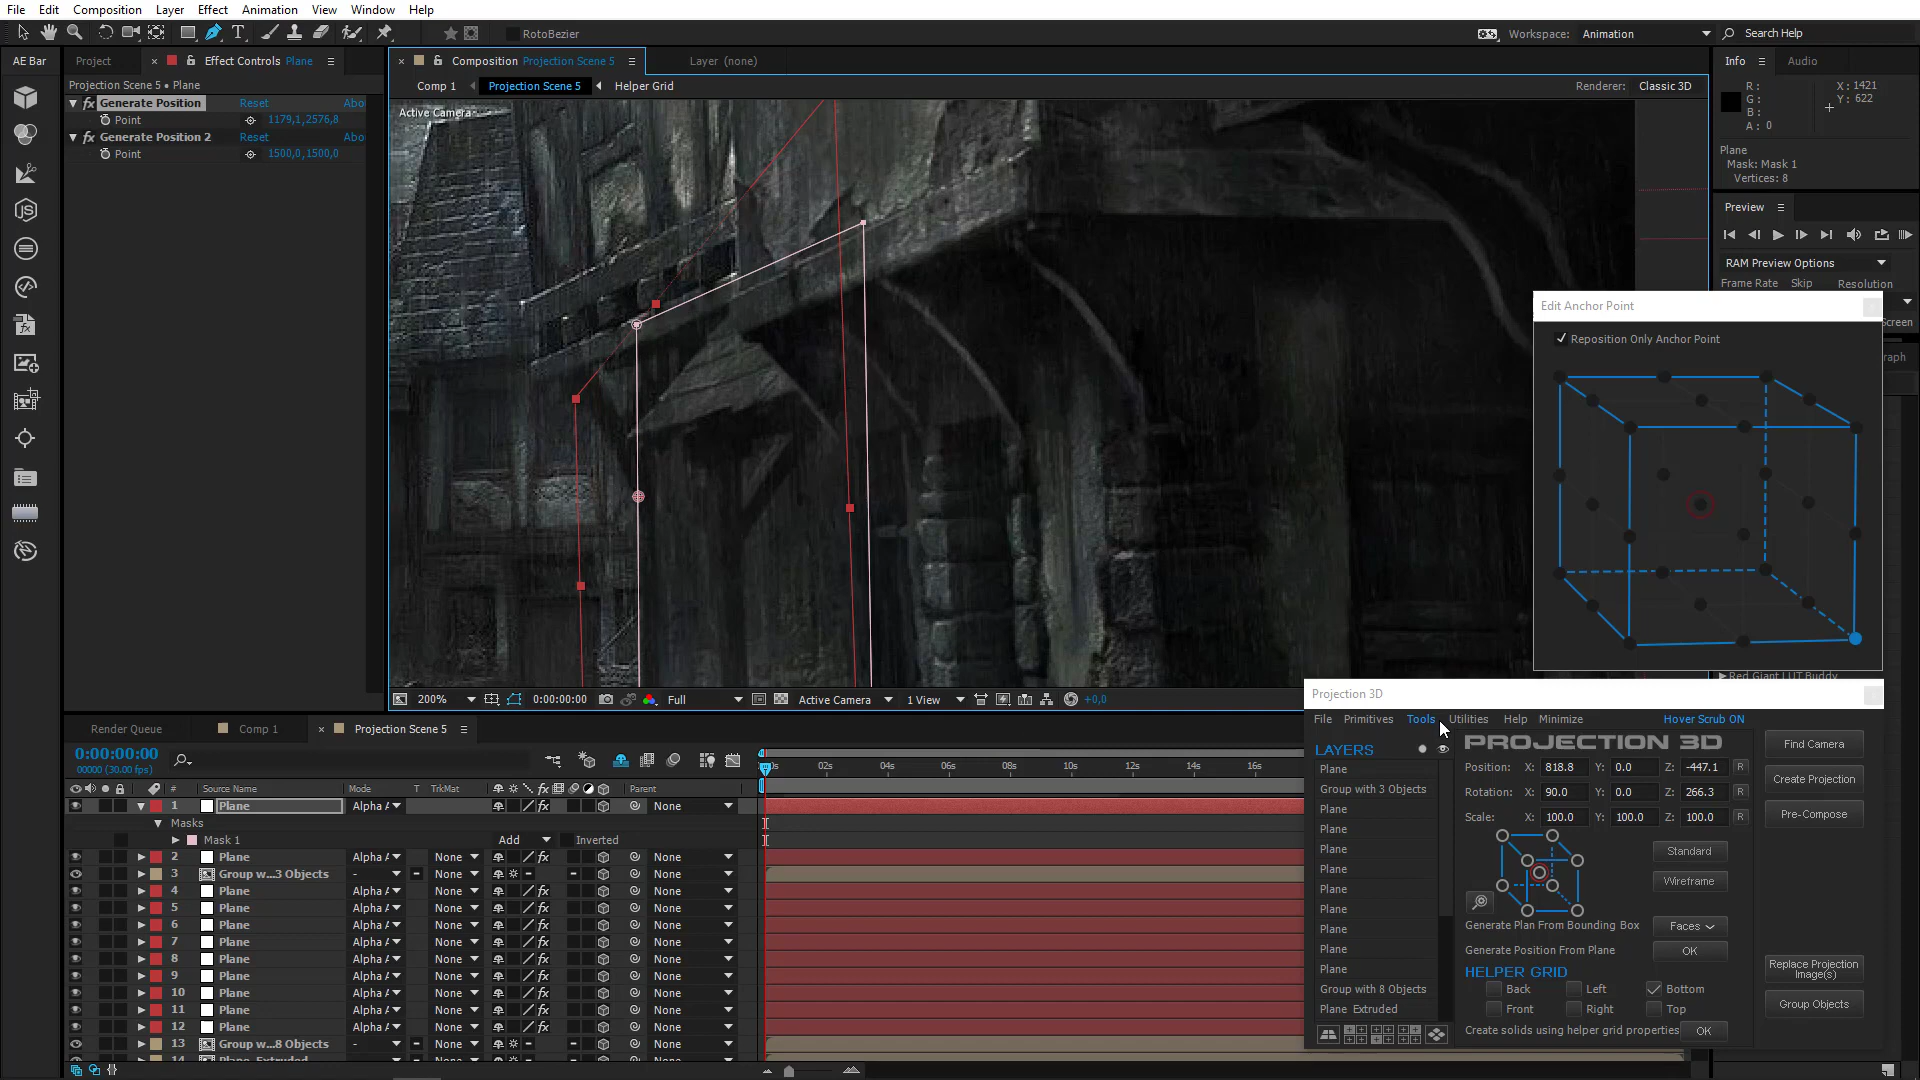 File Edit Composition Layer Effect Animation View Window Help
RotoBezier
Workspace: Animation
Search Help
AE Bar
Project
Effect Controls Plane
Composition Projection Scene 5
Layer (none)
Info
Audio
Projection Scene 5 • Plane
Comp 1
Projection Scene 5
Helper Grid
Renderer: Classic 3D
Generate Position Reset Abo
Point 1179,1,2576,8
Generate Position 2 Reset Abo
Point 1500,0,1500,0
Active Camera
R :
G :
B :
A : 0
X : 1421
Y : 622
Plane
Mask: Mask 1
Vertices: 8
Preview
RAM Preview Options
Frame Rate Skip Resolution
Screen
raph
Edit Anchor Point
Reposition Only Anchor Point
Red Giant LUT Buddy
200%
0:00:00:00
Full
Active Camera
1 View
+0,0
Render Queue
Comp 1
Projection Scene 5
0:00:00:00
00000 (30.00 fps)
0s 02s 04s 06s 08s 10s 12s 14s 16s
# Source Name Mode T TrkMat Parent
1 Plane Alpha A None
Masks
Mask 1 Add Inverted
2 Plane Alpha A None None
3 Group w...3 Objects - None None
4 Plane Alpha A None None
5 Plane Alpha A None None
6 Plane Alpha A None None
7 Plane Alpha A None None
8 Plane Alpha A None None
9 Plane Alpha A None None
10 Plane Alpha A None None
11 Plane Alpha A None None
12 Plane Alpha A None None
13 Group w...8 Objects - None None
14 Plane Extruded
Projection 3D
File Primitives Tools Utilities Help Minimize Hover Scrub ON
LAYERS
Plane
Group with 3 Objects
Plane
Plane
Plane
Plane
Plane
Plane
Plane
Plane
Plane
Group with 8 Objects
Plane Extruded
PROJECTION 3D
Position: X: 818.8 Y: 0.0 Z: -447.1 R
Rotation: X: 90.0 Y: 0.0 Z: 266.3 R
Scale: X: 100.0 Y: 100.0 Z: 100.0 R
Standard
Wireframe
Generate Plan From Bounding Box Faces
Generate Position From Plane OK
HELPER GRID
Back Left Bottom
Front Right Top
Create solids using helper grid properties OK
Find Camera
Create Projection
Pre-Compose
Replace Projection
Image(s)
Group Objects